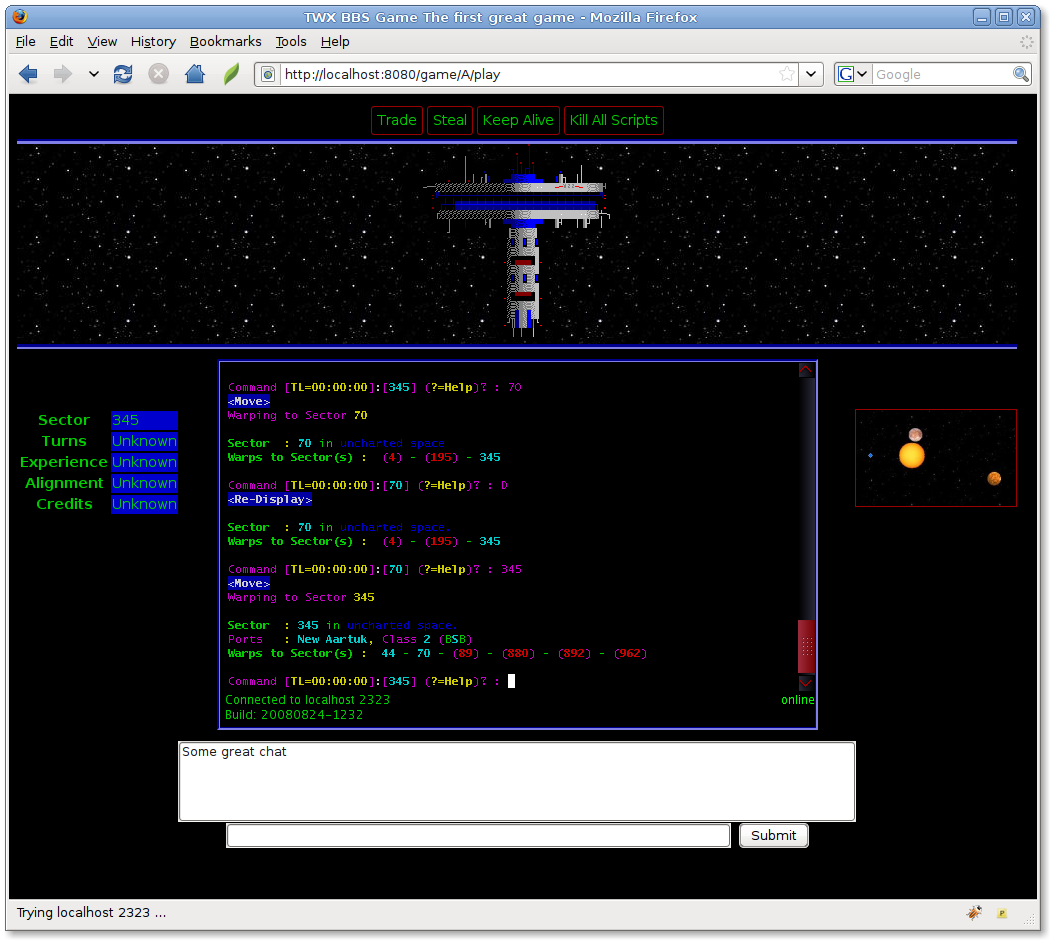 TWX BBS Game The first great game - Mozilla Firefox
File Edit View History Bookmarks Tools Help
http://localhost:8080/game/A/play
G Google
Trade Steal Keep Alive Kill All Scripts
Sector 345
Turns Unknown
Experience Unknown
Alignment Unknown
Credits Unknown
Command [TL=00:00:00]:[345] (?=Help)? : 70
<Move>
Warping to Sector 70
Sector : 70 in uncharted space.
Warps to Sector(s) : (4) - (195) - 345
Command [TL=00:00:00]:[70] (?=Help)? : D
<Re-Display>
Sector : 70 in uncharted space.
Warps to Sector(s) : (4) - (195) - 345
Command [TL=00:00:00]:[70] (?=Help)? : 345
<Move>
Warping to Sector 345
Sector : 345 in uncharted space.
Ports : New Aartuk, Class 2 (BSB)
Warps to Sector(s) : 44 - 70 - (89) - (880) - (892) - (962)
Command [TL=00:00:00]:[345] (?=Help)? :
Connected to localhost 2323 online
Build: 20080824-1232
Some great chat
Submit
Trying localhost 2323 ...
P